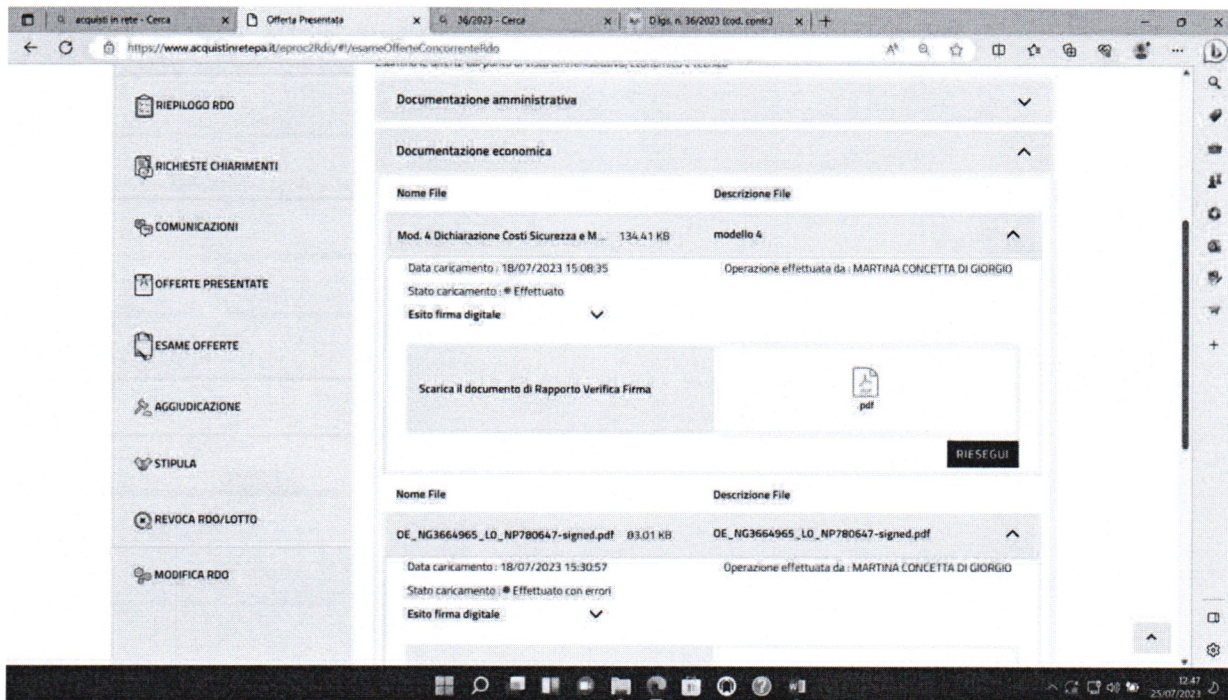 acquisti in rete - Cerca
Offerta Presentata
36/2023 - Cerca
D.lgs. n. 36/2023 (cod. contr.)
https://www.acquistinretepa.it/eproc2Rdo/#!/esameOfferteConcorrenteRdo
RIEPILOGO RDO
RICHIESTE CHIARIMENTI
COMUNICAZIONI
OFFERTE PRESENTATE
ESAME OFFERTE
AGGIUDICAZIONE
STIPULA
REVOCA RDO/LOTTO
MODIFICA RDO
Documentazione amministrativa
Documentazione economica
Nome File Descrizione File
Mod. 4 Dichiarazione Costi Sicurezza e M... 134.41 KB modello 4
Data caricamento : 18/07/2023 15:08:35 Operazione effettuata da : MARTINA CONCETTA DI GIORGIO
Stato caricamento : Effettuato
Esito firma digitale
Scarica il documento di Rapporto Verifica Firma
.pdf
RIESEGUI
Nome File Descrizione File
OE_NG3664965_L0_NP780647-signed.pdf 83.01 KB OE_NG3664965_L0_NP780647-signed.pdf
Data caricamento : 18/07/2023 15:30:57 Operazione effettuata da : MARTINA CONCETTA DI GIORGIO
Stato caricamento : Effettuato con errori
Esito firma digitale
12:47
25/07/2023